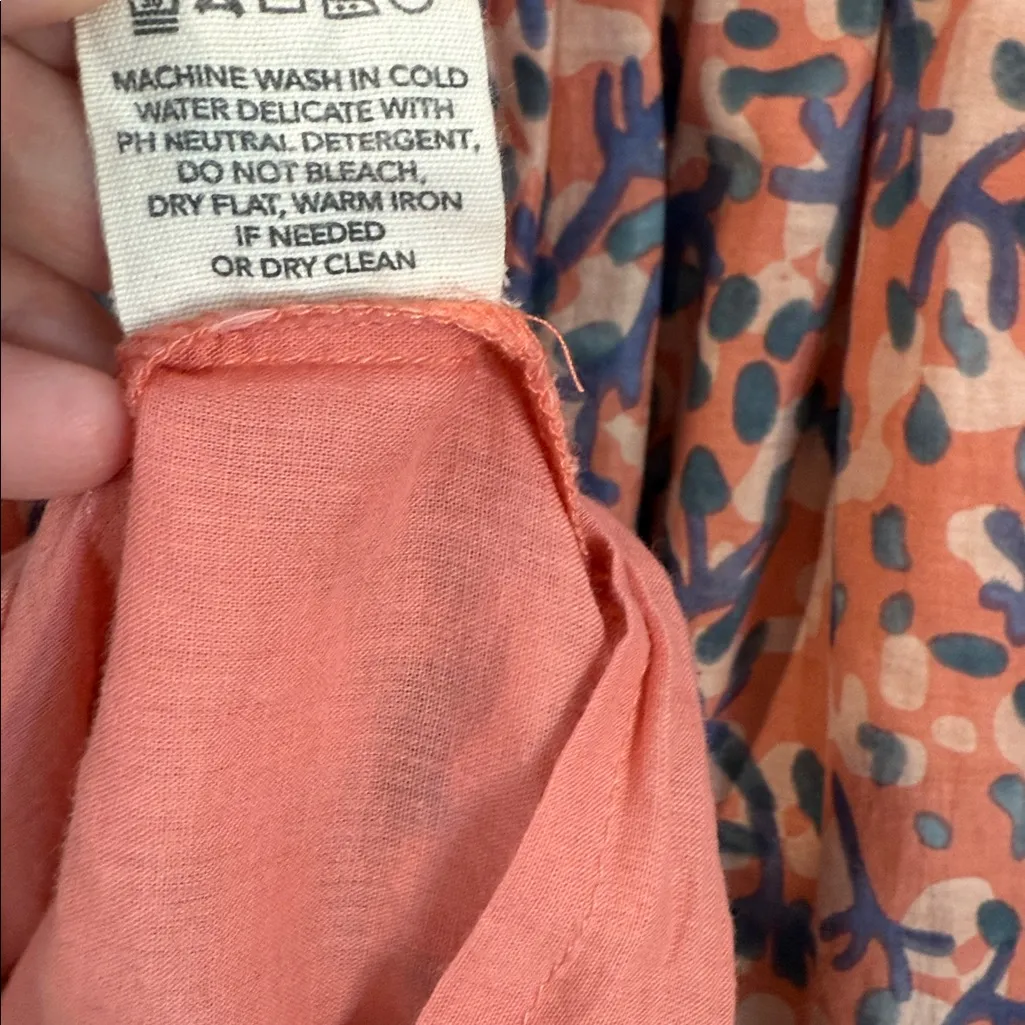 MACHINE WASH IN COLD
WATER DELICATE WITH
PH NEUTRAL DETERGENT,
DO NOT BLEACH,
DRY FLAT, WARM IRON
IF NEEDED
OR DRY CLEAN